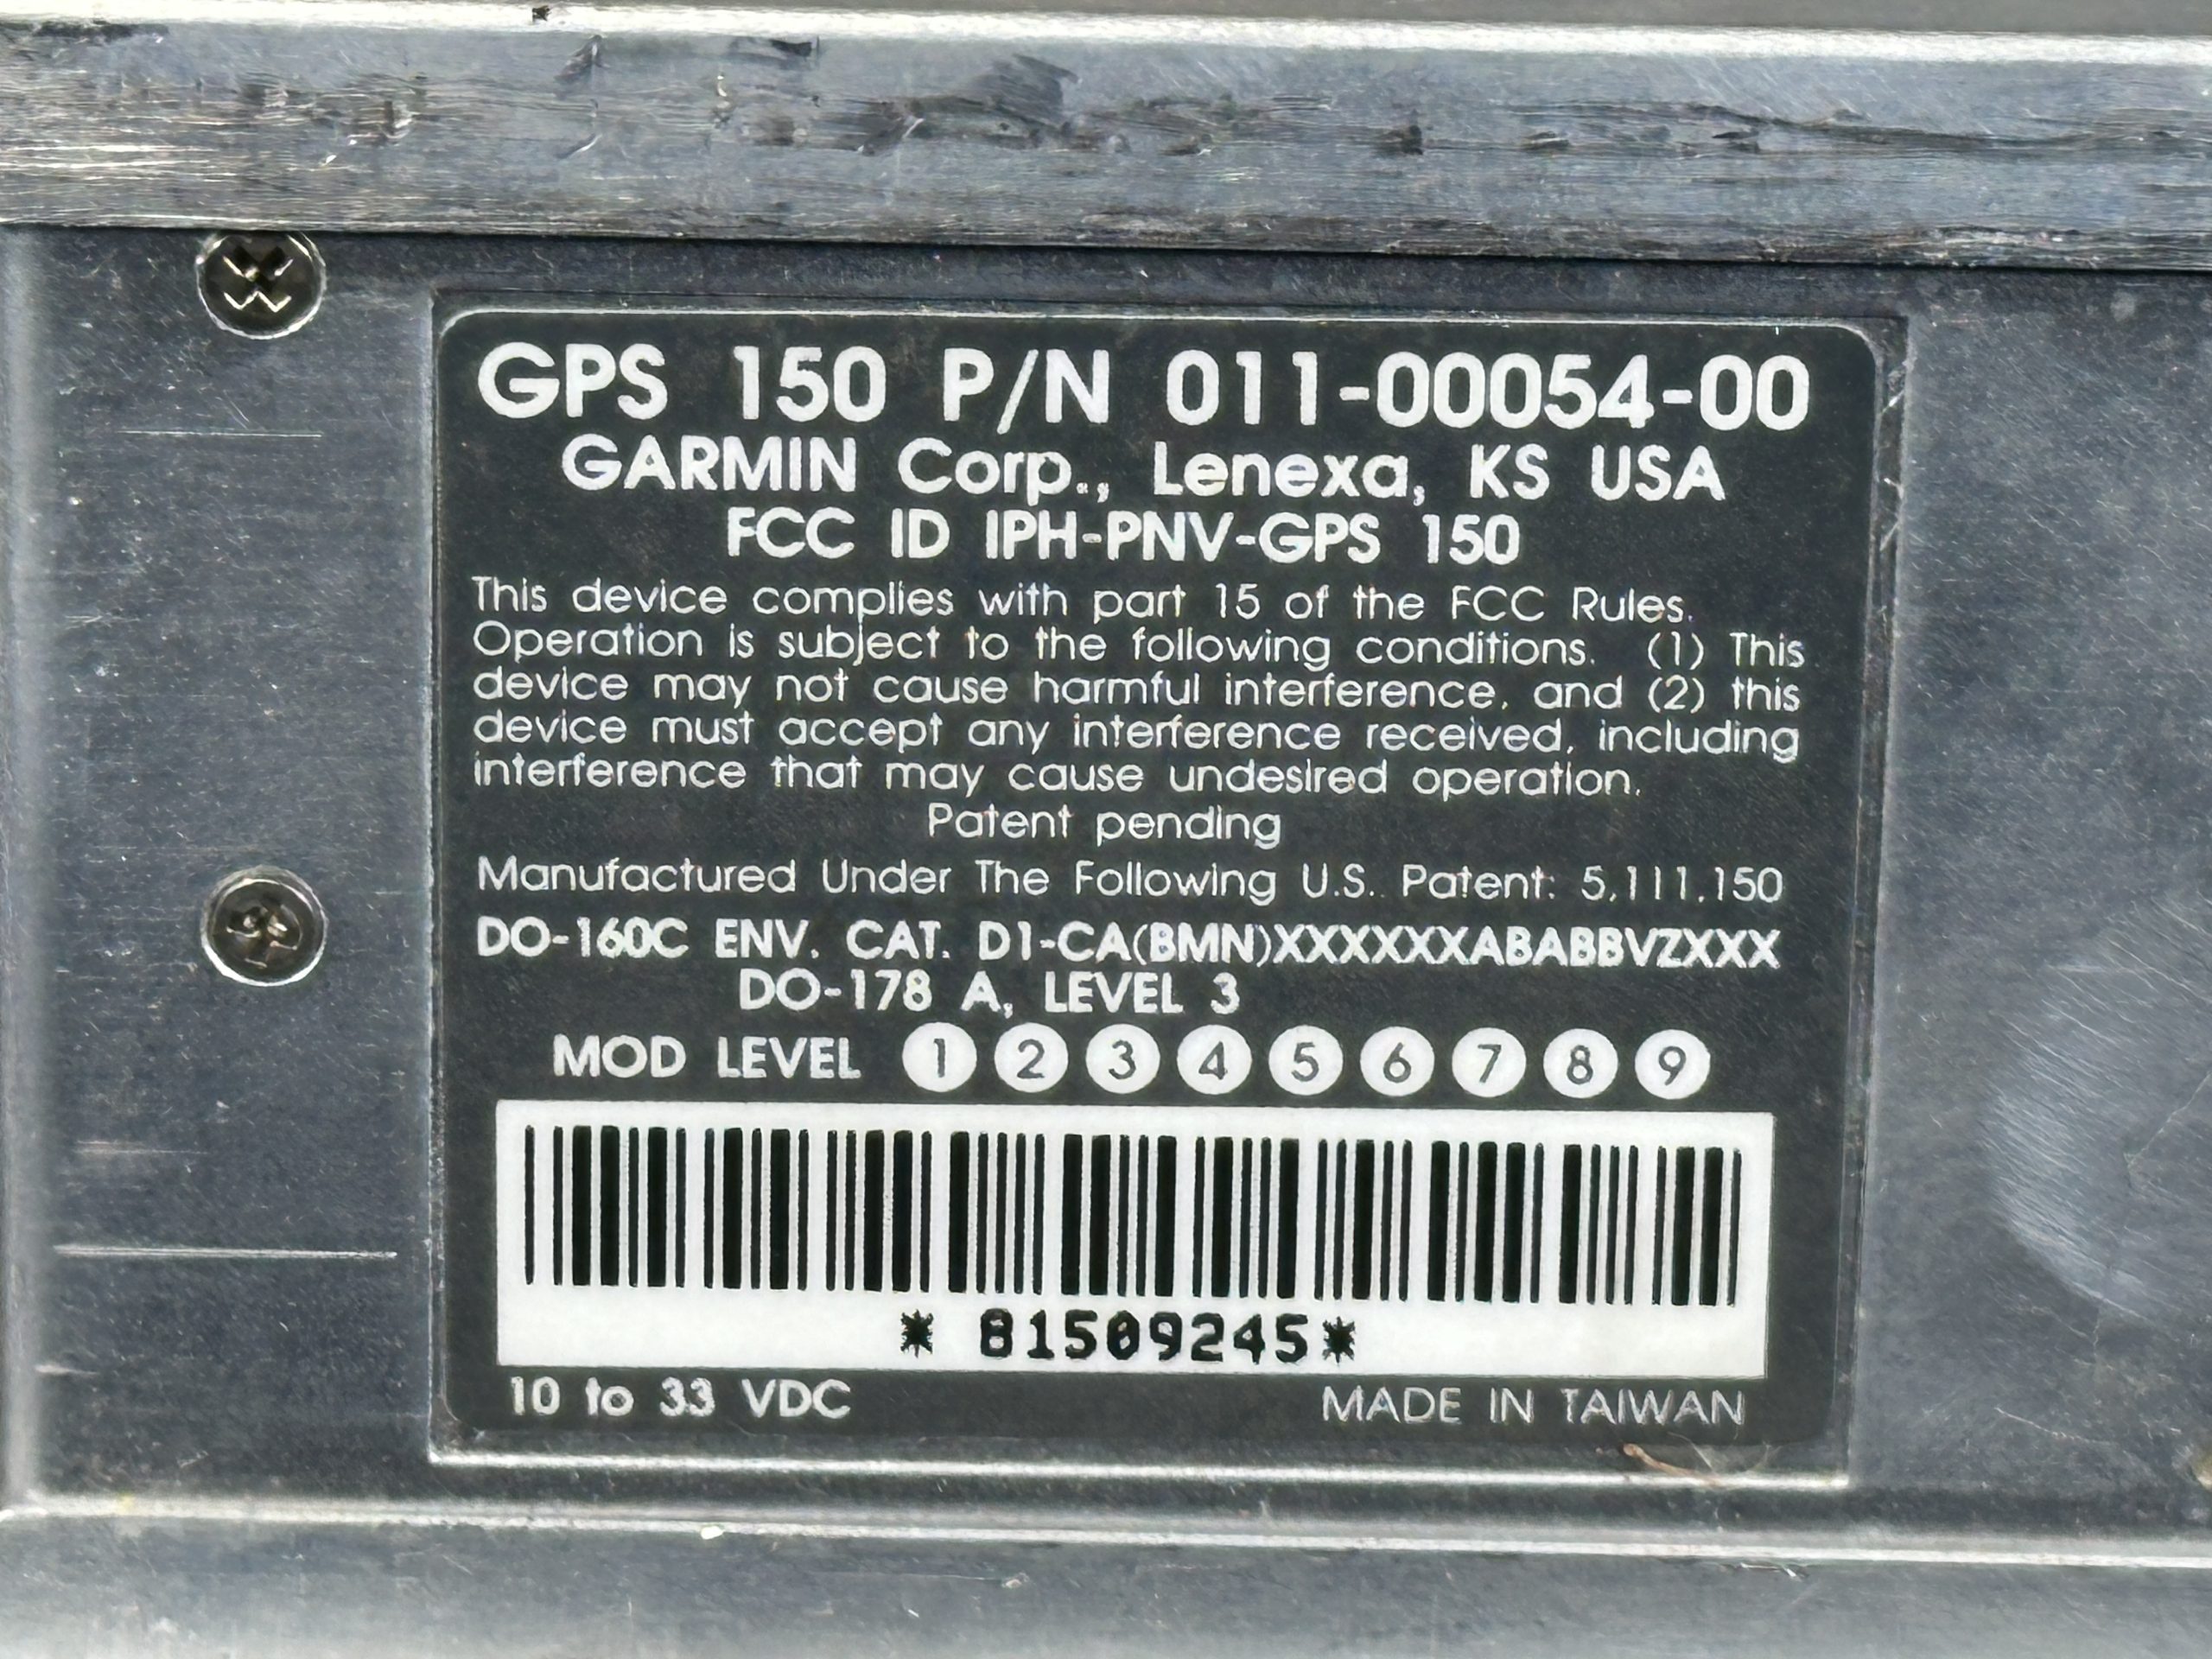 GPS 150 P/N 011-00054-00
GARMIN Corp., Lenexa, KS USA
FCC ID IPH-PNV-GPS 150
This device complies with part 15 of the FCC Rules.
Operation is subject to the following conditions. (1) This
device may not cause harmful interference, and (2) this
device must accept any interference received, including
interference that may cause undesired operation.
Patent pending
Manufactured Under The Following U.S. Patent: 5,111,150
DO-160C ENV. CAT. D1-CA(BMN)XXXXXXABABBVZXXX
DO-178 A, LEVEL 3
MOD LEVEL 1 2 3 4 5 6 7 8 9
* 81509245*
10 to 33 VDC MADE IN TAIWAN